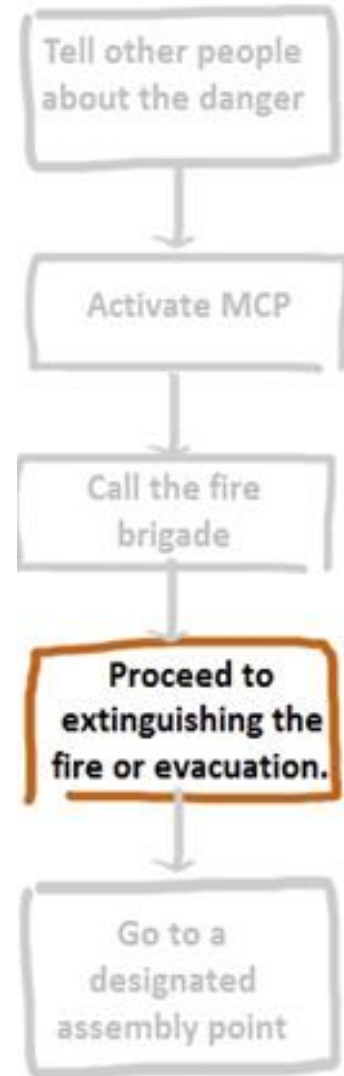 Tell other people
about the danger
Activate MCP
Call the fire
brigade
Proceed to
extinguishing the
fire or evacuation.
Go to a
designated
assembly point